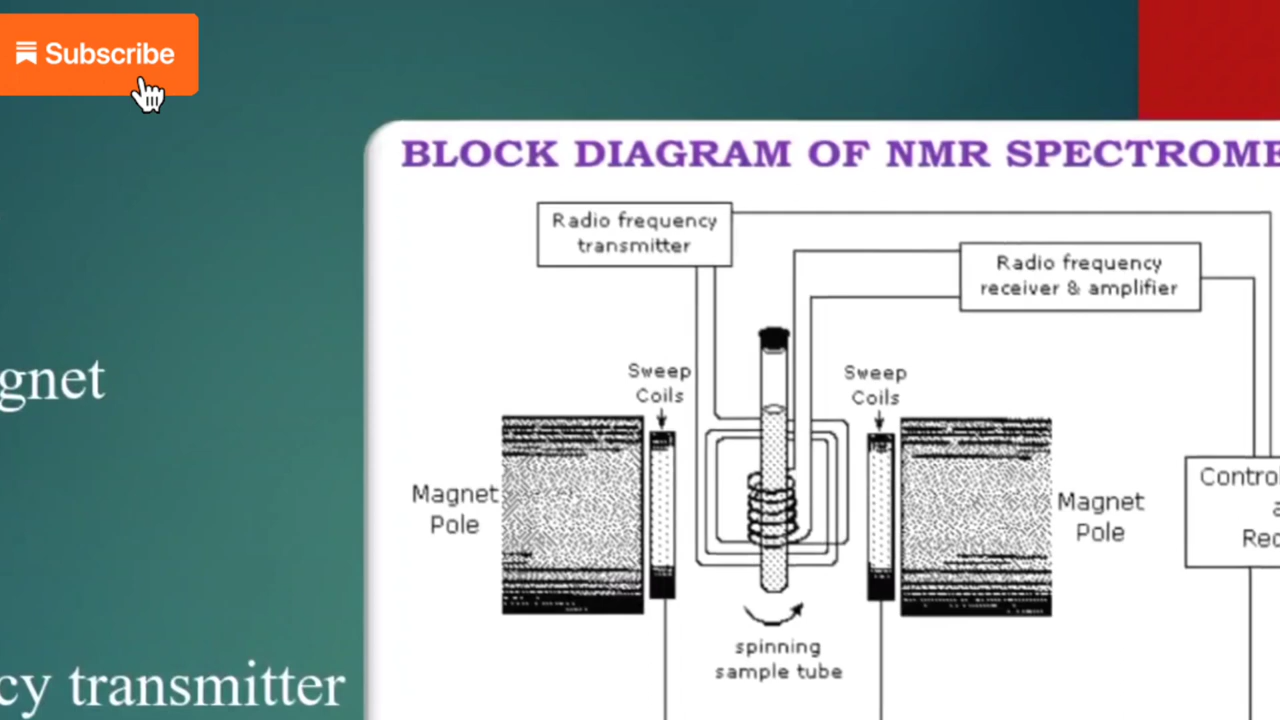 Subscribe
BLOCK DIAGRAM OF NMR SPECTROME
Radio frequency
transmitter
Radio frequency
receiver & amplifier
Sweep
Coils
Sweep
Coils
gnet
Magnet
Pole
Magnet
Pole
Contro
a
Rec
spinning
sample tube
cy transmitter